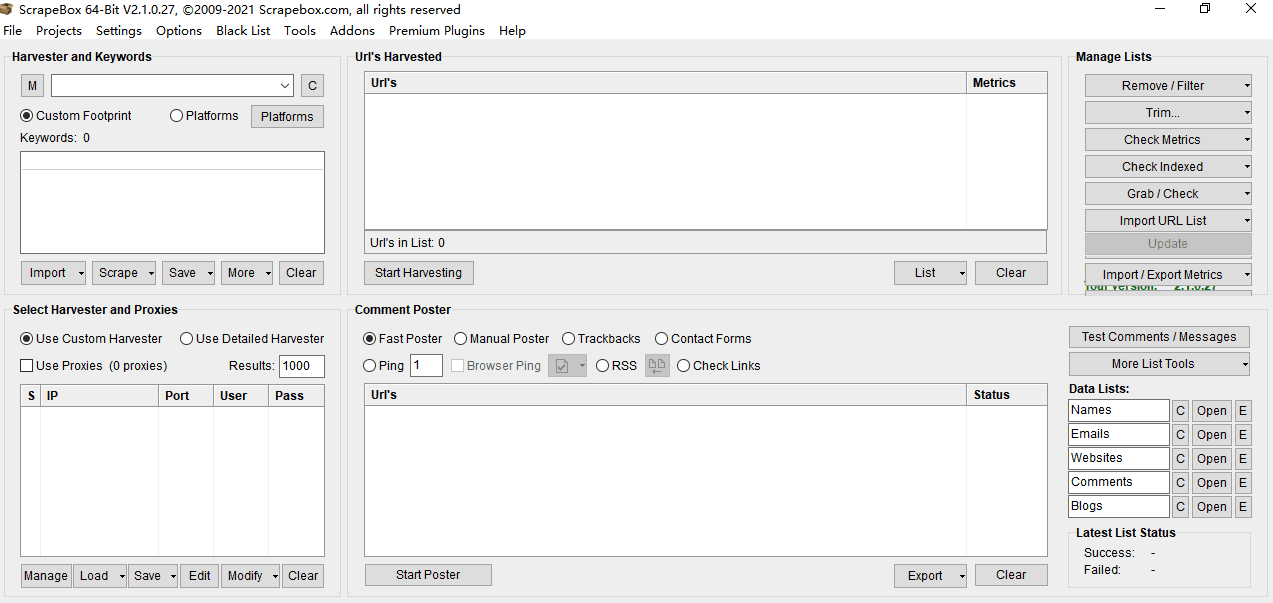 ScrapeBox 64-Bit V2.1.0.27, ©2009-2021 Scrapebox.com, all rights reserved
File Projects Settings Options Black List Tools Addons Premium Plugins Help
Harvester and Keywords
M
C
Custom Footprint
Platforms
Platforms
Keywords: 0
Import
Scrape
Save
More
Clear
Url's Harvested
Url's Metrics
Url's in List: 0
Start Harvesting
List
Clear
Manage Lists
Remove / Filter
Trim...
Check Metrics
Check Indexed
Grab / Check
Import URL List
Update
Import / Export Metrics
Your Version: 2.1.0.27
Select Harvester and Proxies
Use Custom Harvester
Use Detailed Harvester
Use Proxies (0 proxies)
Results: 1000
S IP Port User Pass
Manage
Load
Save
Edit
Modify
Clear
Comment Poster
Fast Poster
Manual Poster
Trackbacks
Contact Forms
Ping 1
Browser Ping
RSS
Check Links
Url's Status
Start Poster
Export
Clear
Test Comments / Messages
More List Tools
Data Lists:
Names C Open E
Emails C Open E
Websites C Open E
Comments C Open E
Blogs C Open E
Latest List Status
Success: -
Failed: -